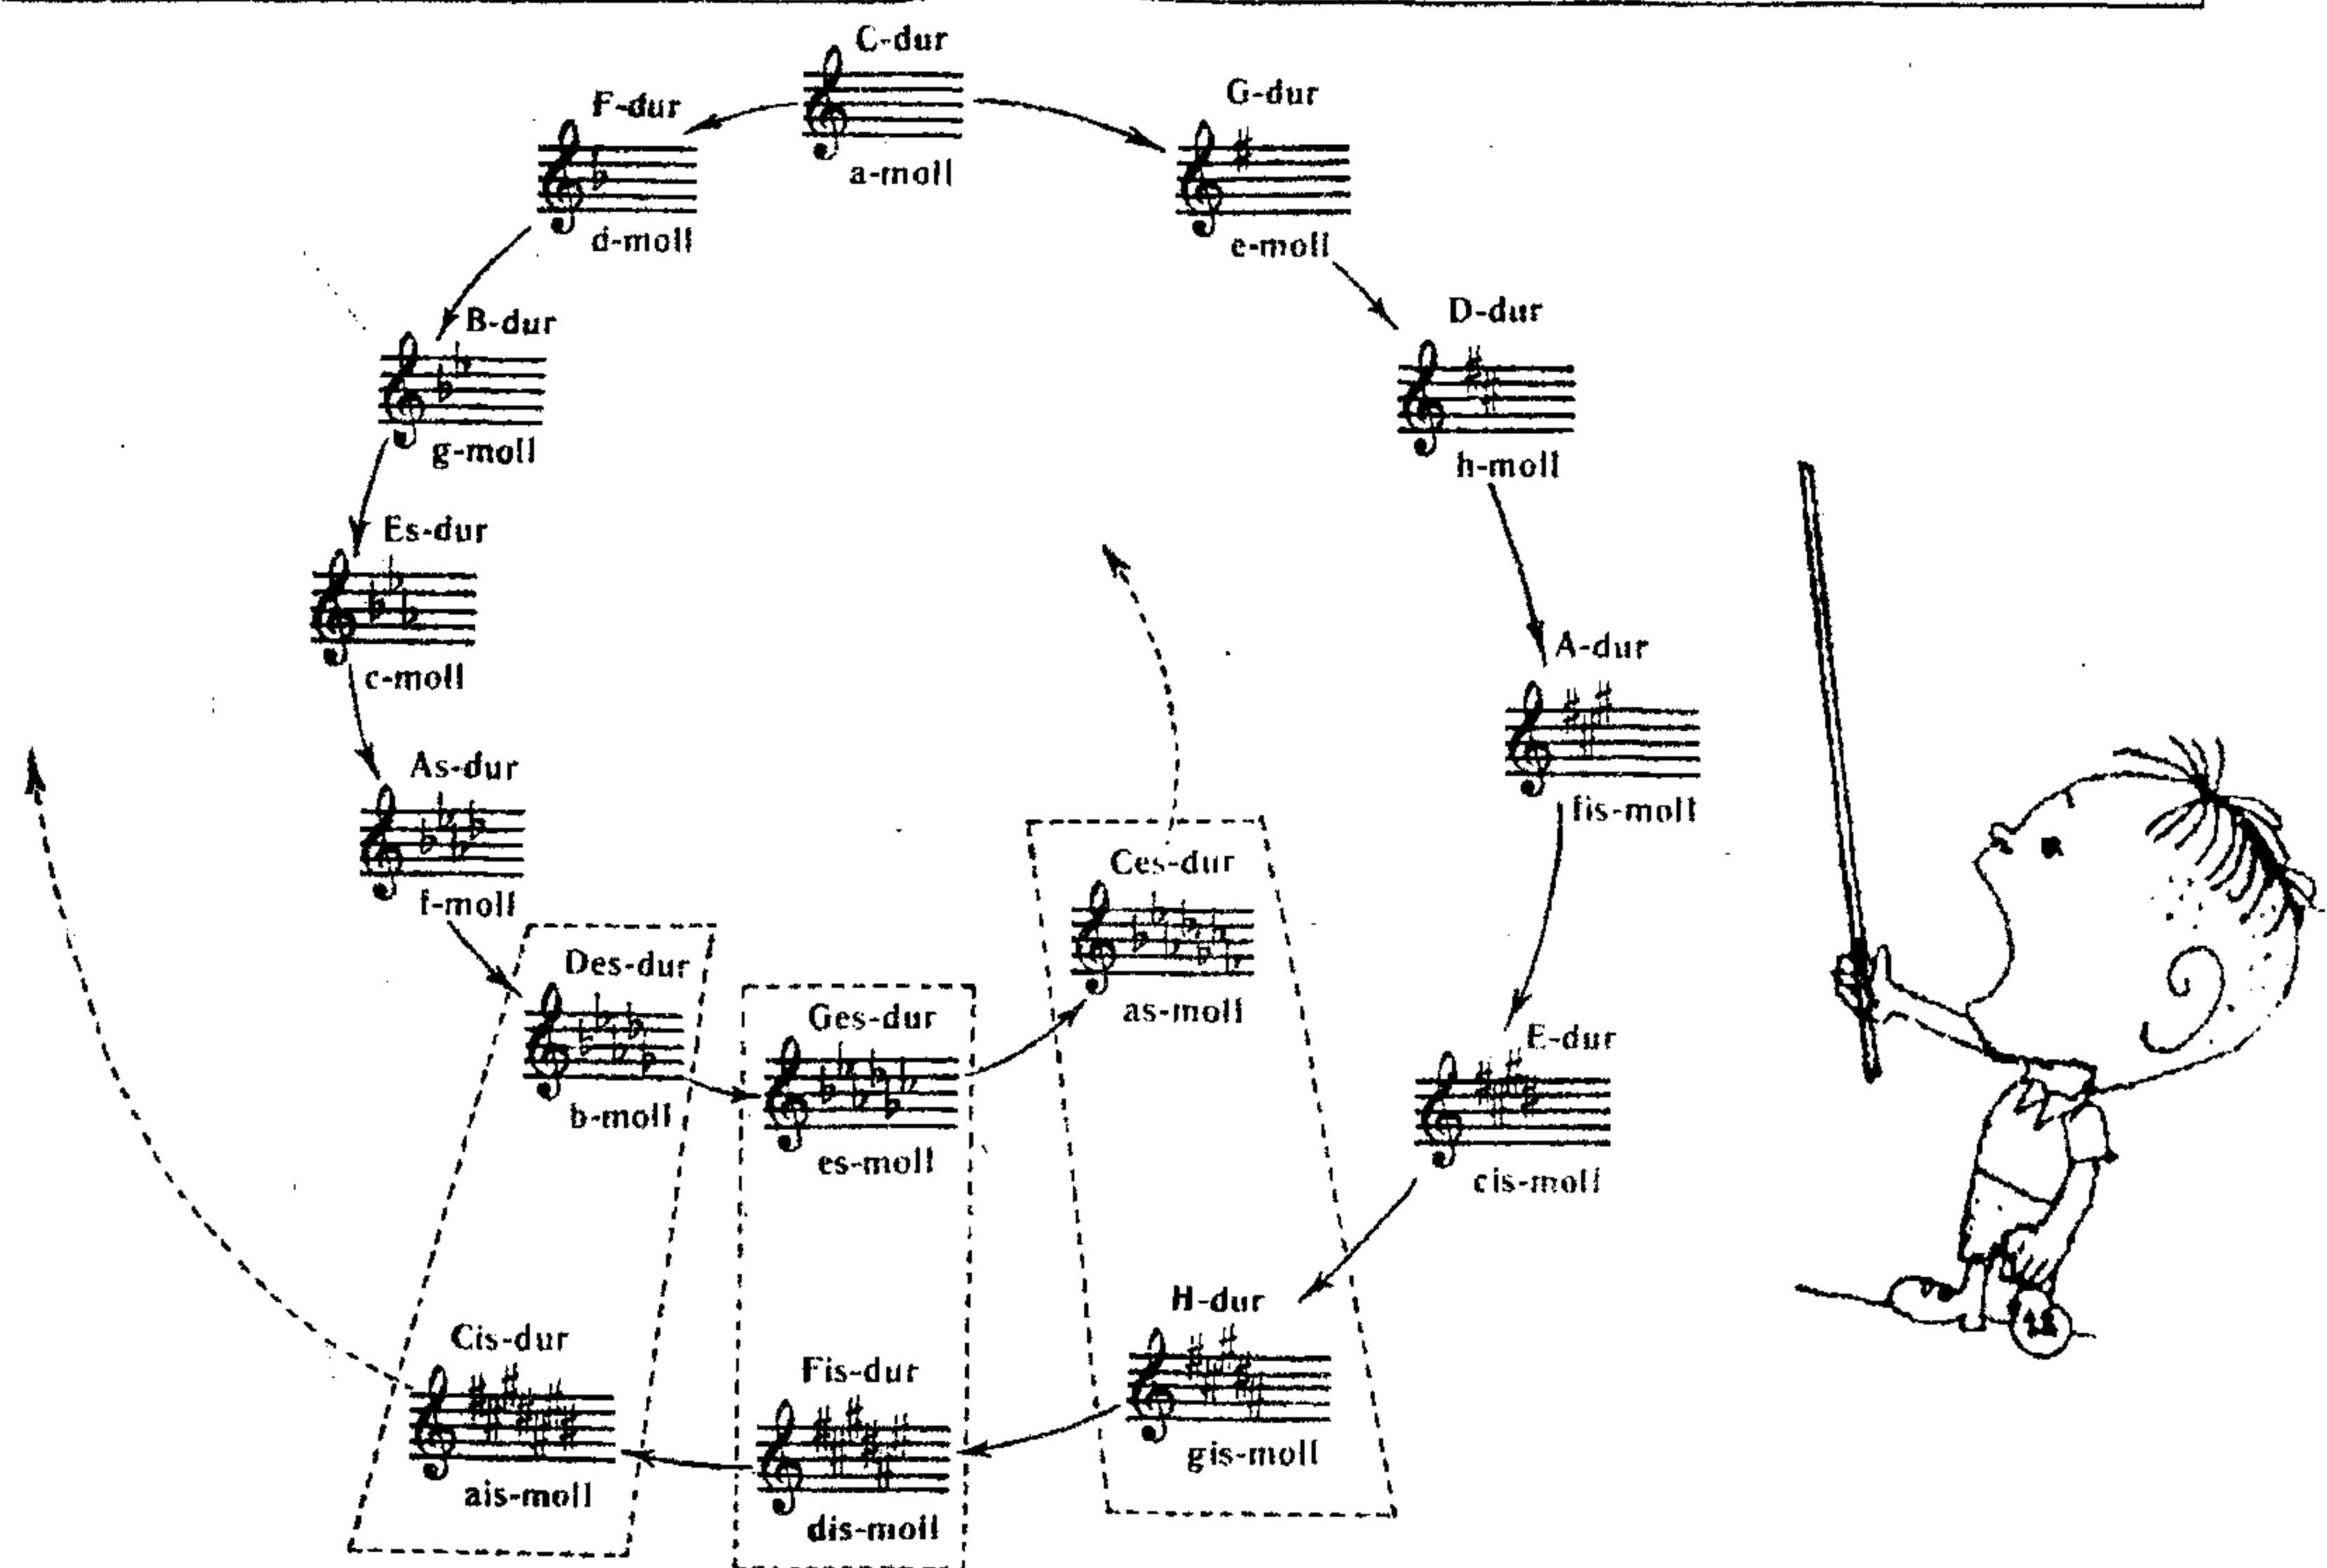 C-dur
a-moll
G-dur
e-moll
D-dur
h-moll
A-dur
fis-moll
E-dur
cis-moll
H-dur
gis-moll
Fis-dur
dis-moll
Cis-dur
ais-moll
F-dur
d-moll
B-dur
g-moll
Es-dur
c-moll
As-dur
f-moll
Des-dur
b-moll
Ges-dur
es-moll
Ces-dur
as-moll